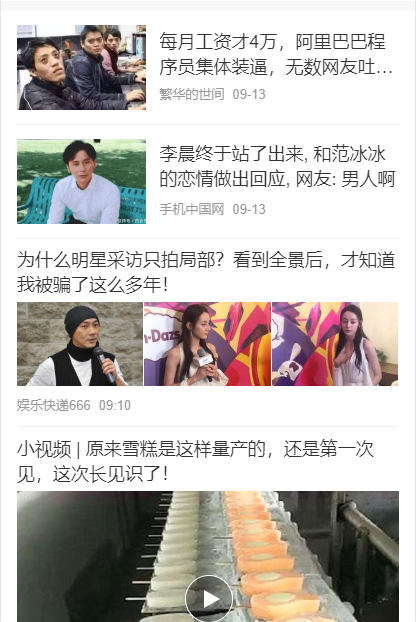 每月工资才4万，阿里巴巴程
序员集体装逼，无数网友吐…
繁华的世间 09-13
李晨终于站了出来, 和范冰冰
的恋情做出回应, 网友: 男人啊
手机中国网 09-13
为什么明星采访只拍局部？看到全景后，才知道
我被骗了这么多年！
-Dazs
娱乐快递666 09:10
小视频 | 原来雪糕是这样量产的，还是第一次
见，这次长见识了！